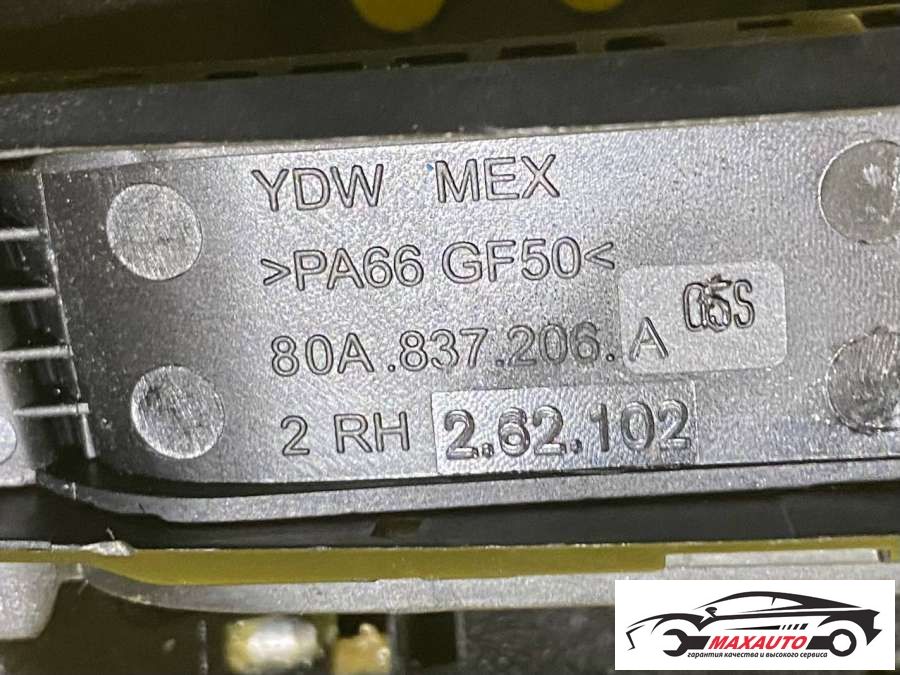 YDW MEX
>PA66 GF50<
80A.837.206.A
2 RH 2.62.102
MAXAUTO
гарантия качества и высокого сервиса